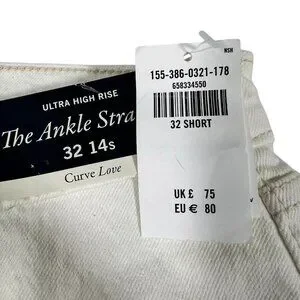 ULTRA HIGH RISE
The Ankle Stra
32 14s
Curve Love
NSH
155-386-0321-178
658334550
32 SHORT
UK £ 75
EU € 80